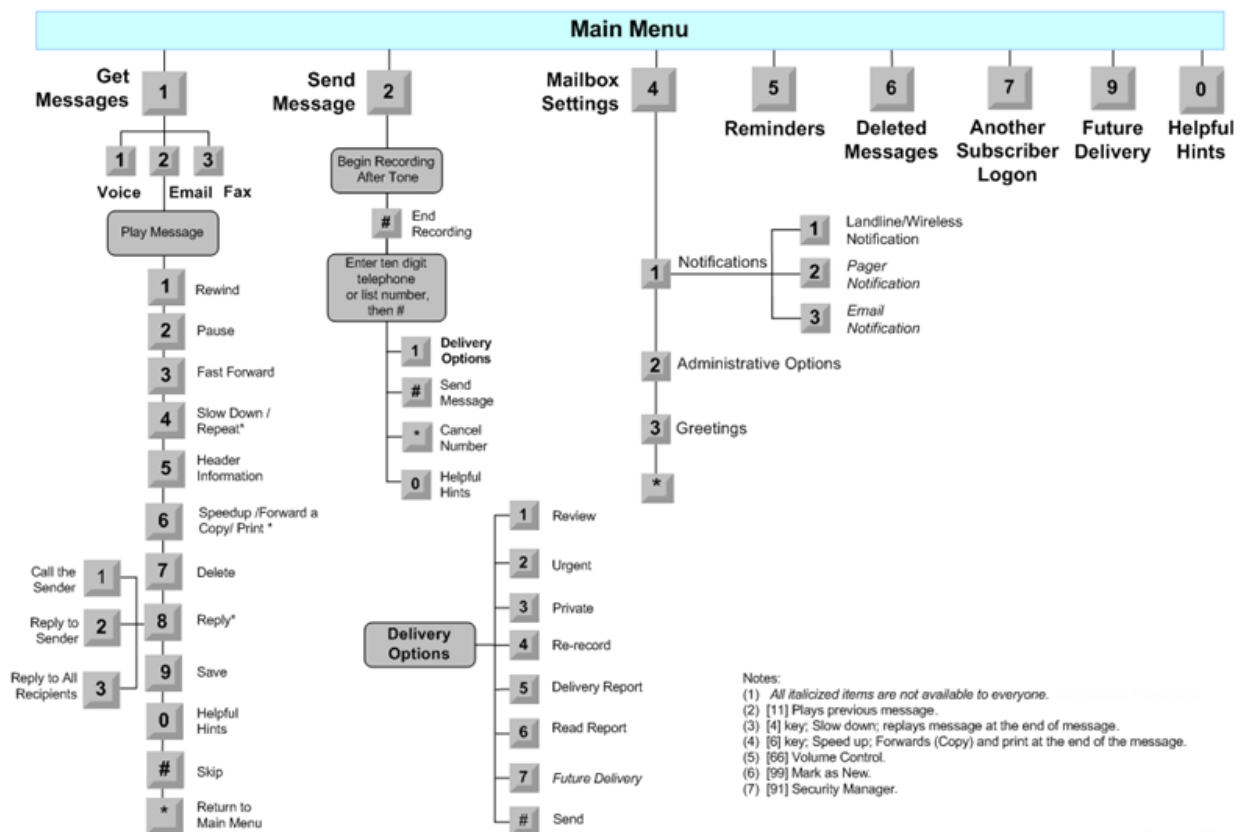 Main Menu
Get
Messages
1
1
2
3
Voice
Email
Fax
Play Message
1
Rewind
2
Pause
3
Fast Forward
4
Slow Down /
Repeat*
5
Header
Information
6
Speedup /Forward a
Copy/ Print *
7
Delete
8
Reply*
Call the
Sender
1
Reply to
Sender
2
Reply to All
Recipients
3
9
Save
0
Helpful
Hints
#
Skip
*
Return to
Main Menu
Send
Message
2
Begin Recording
After Tone
#
End
Recording
Enter ten digit
telephone
or list number,
then #
1
Delivery
Options
#
Send
Message
*
Cancel
Number
0
Helpful
Hints
Delivery
Options
1
Review
2
Urgent
3
Private
4
Re-record
5
Delivery Report
6
Read Report
7
Future Delivery
#
Send
Mailbox
Settings
4
1
Notifications
1
Landline/Wireless
Notification
2
Pager
Notification
3
Email
Notification
2
Administrative Options
3
Greetings
*
5
Reminders
6
Deleted
Messages
7
Another
Subscriber
Logon
9
Future
Delivery
0
Helpful
Hints
Notes:
(1) All italicized items are not available to everyone.
(2) [11] Plays previous message.
(3) [4] key; Slow down; replays message at the end of message.
(4) [6] key; Speed up; Forwards (Copy) and print at the end of the message.
(5) [66] Volume Control.
(6) [99] Mark as New.
(7) [91] Security Manager.